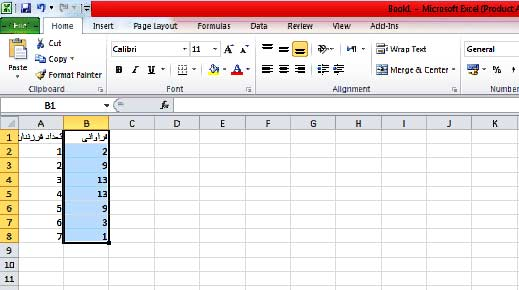 Book1 - Microsoft Excel (Product A
File Home Insert Page Layout Formulas Data Review View Add-Ins
Paste Cut Copy Format Painter
Calibri 11 A A Wrap Text General
B I U A Merge & Center $ % ,
Clipboard Font Alignment Number
B1 fx
A B C D E F G H I J K
1 تعداد فرزندان فراوانی
2 1 2
3 2 9
4 3 13
5 4 13
6 5 9
7 6 3
8 7 1
9
10
11